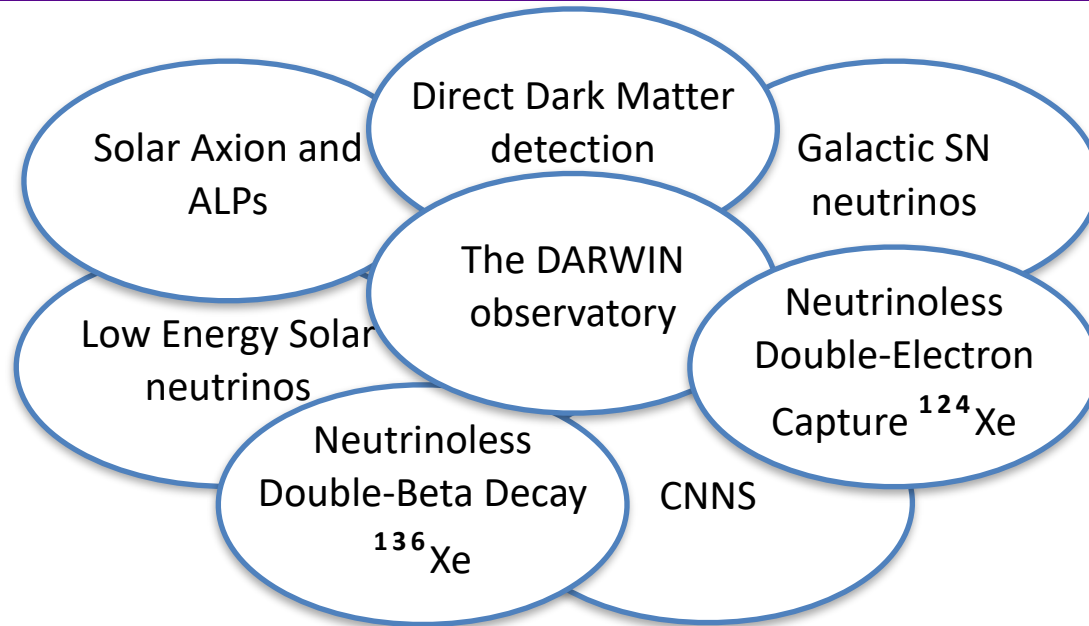 Direct Dark Matter
detection
Solar Axion and
ALPs
Galactic SN
neutrinos
The DARWIN
observatory
Low Energy Solar
neutrinos
Neutrinoless
Double-Electron
Capture ¹²⁴Xe
Neutrinoless
Double-Beta Decay
¹³⁶Xe
CNNS